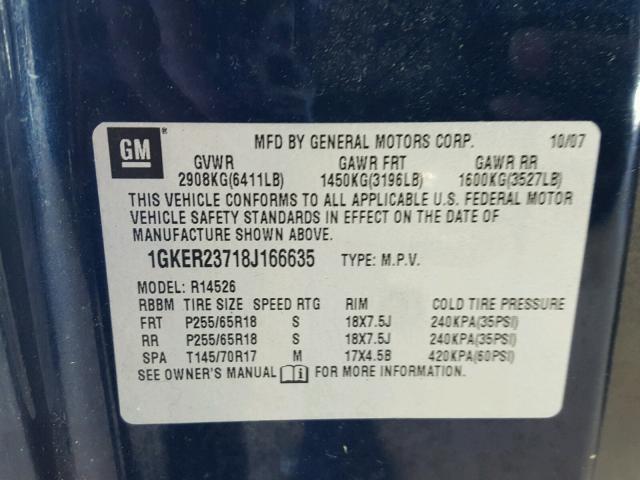 GM ® MFD BY GENERAL MOTORS CORP. 10/07
GVWR GAWR FRT GAWR RR
2908KG(6411LB) 1450KG(3196LB) 1600KG(3527LB)
THIS VEHICLE CONFORMS TO ALL APPLICABLE U.S. FEDERAL MOTOR
VEHICLE SAFETY STANDARDS IN EFFECT ON THE DATE OF
MANUFACTURE SHOWN ABOVE.
1GKER23718J166635 TYPE: M.P.V.
MODEL: R14526
RBBM TIRE SIZE SPEED RTG RIM COLD TIRE PRESSURE
FRT P255/65R18 S 18X7.5J 240KPA(35PSI)
RR P255/65R18 S 18X7.5J 240KPA(35PSI)
SPA T145/70R17 M 17X4.5B 420KPA(60PSI)
SEE OWNER'S MANUAL FOR MORE INFORMATION.